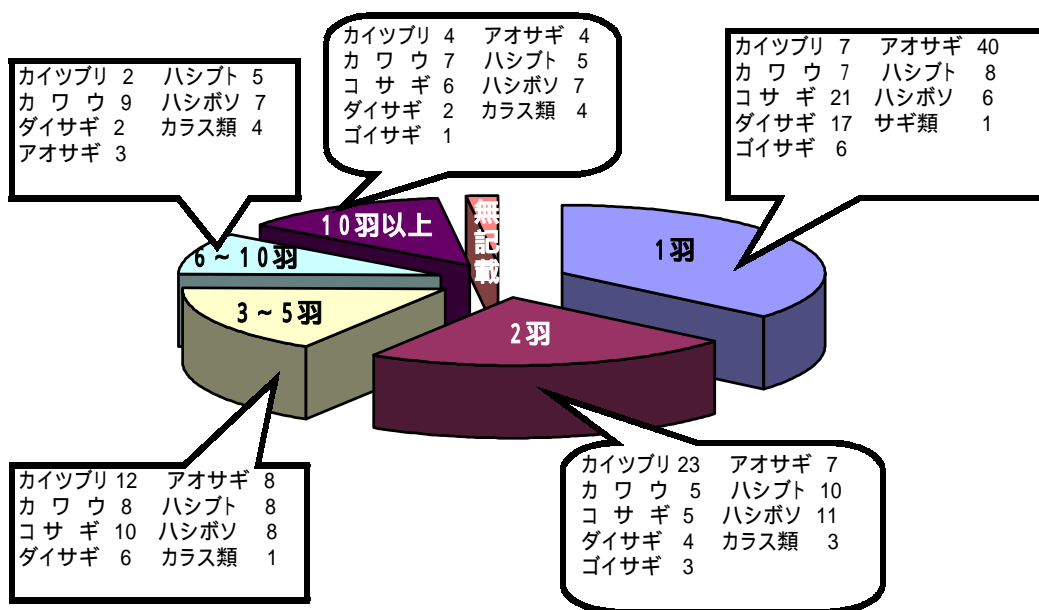 カイツブリ 4 アオサギ 4
カワウ 7 ハシブト 5
コサギ 6 ハシボソ 7
ダイサギ 2 カラス類 4
ゴイサギ 1
カイツブリ 7 アオサギ 40
カワウ 7 ハシブト 8
コサギ 21 ハシボソ 6
ダイサギ 17 サギ類 1
ゴイサギ 6
カイツブリ 2 ハシブト 5
カワウ 9 ハシボソ 7
ダイサギ 2 カラス類 4
アオサギ 3
10羽以上
無記載
1羽
6~10羽
3~5羽
2羽
カイツブリ 12 アオサギ 8
カワウ 8 ハシブト 8
コサギ 10 ハシボソ 8
ダイサギ 6 カラス類 1
カイツブリ 23 アオサギ 7
カワウ 5 ハシブト 10
コサギ 5 ハシボソ 11
ダイサギ 4 カラス類 3
ゴイサギ 3